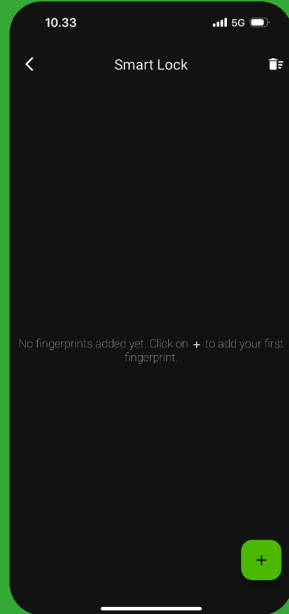 10.33 5G
Smart Lock
No fingerprints added yet. Click on + to add your first
fingerprint.
+